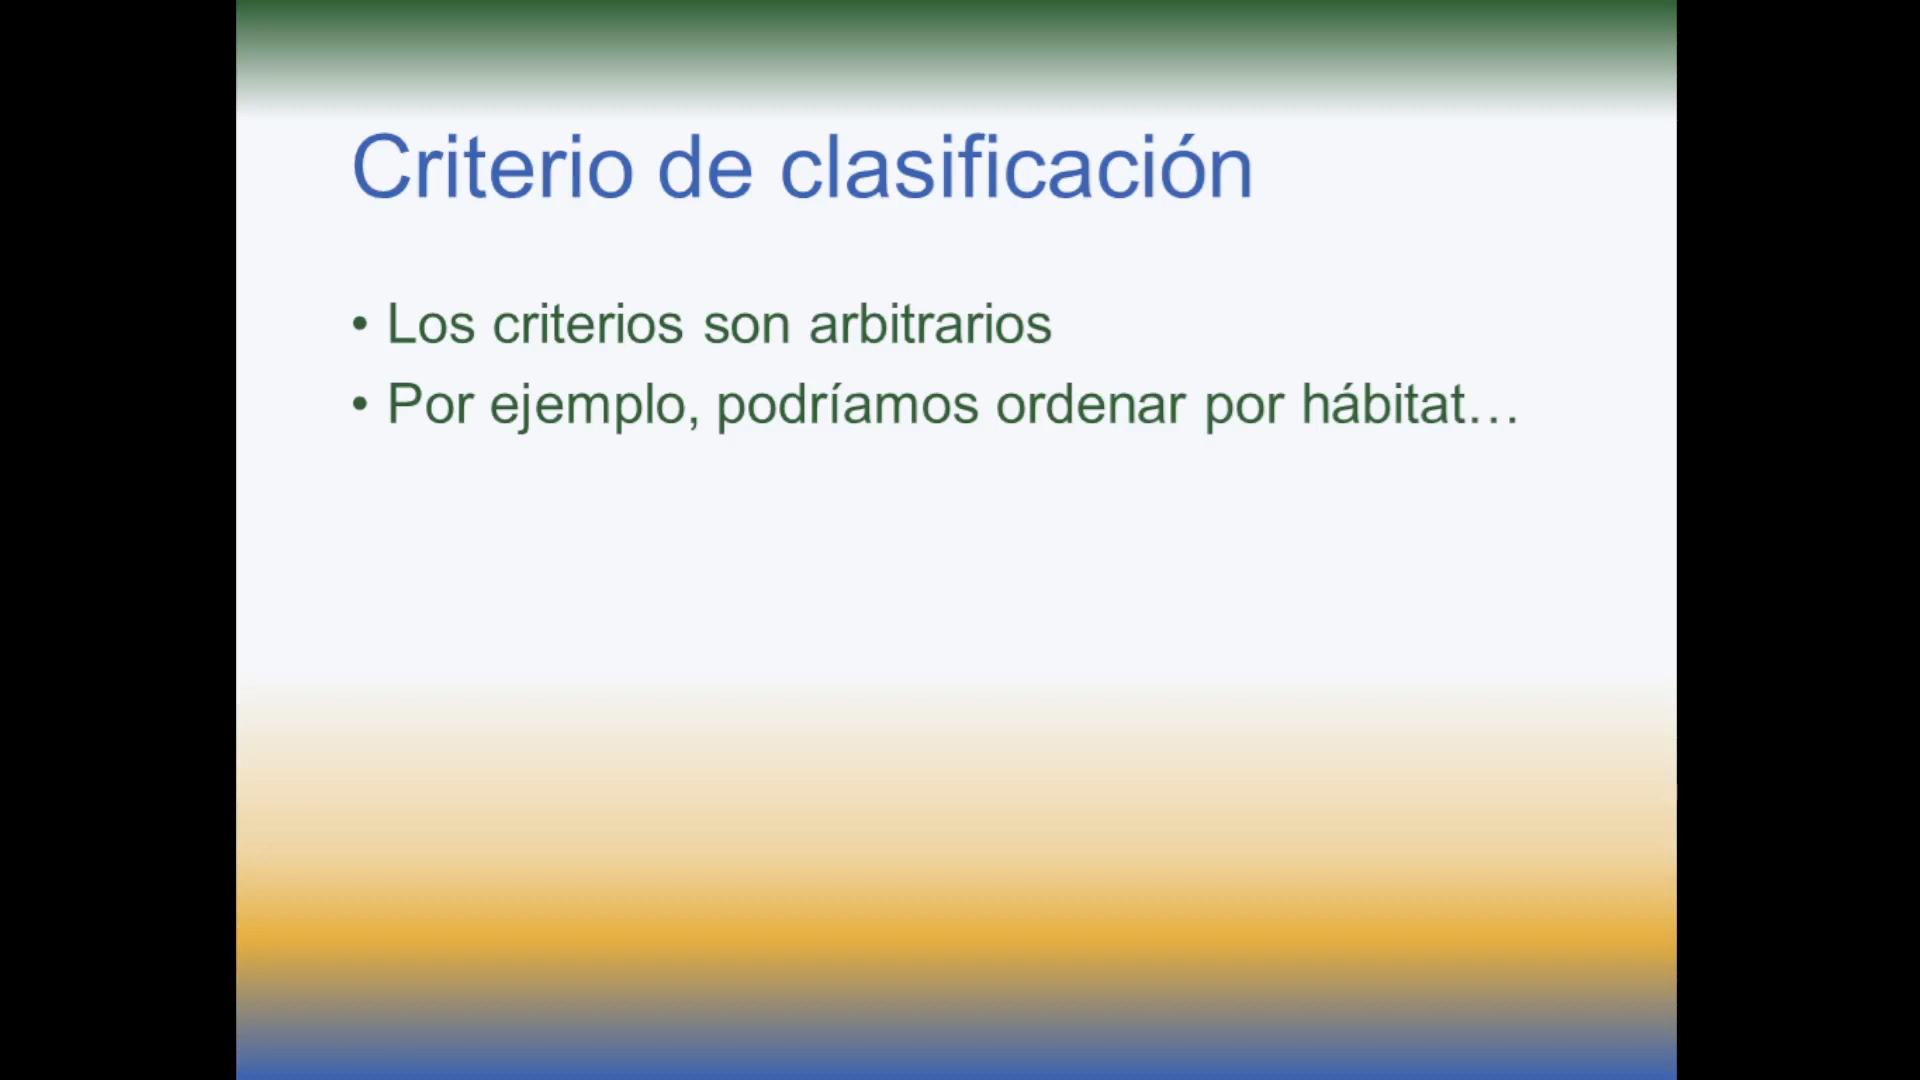 Criterio de clasificación
• Los criterios son arbitrarios
• Por ejemplo, podríamos ordenar por hábitat…